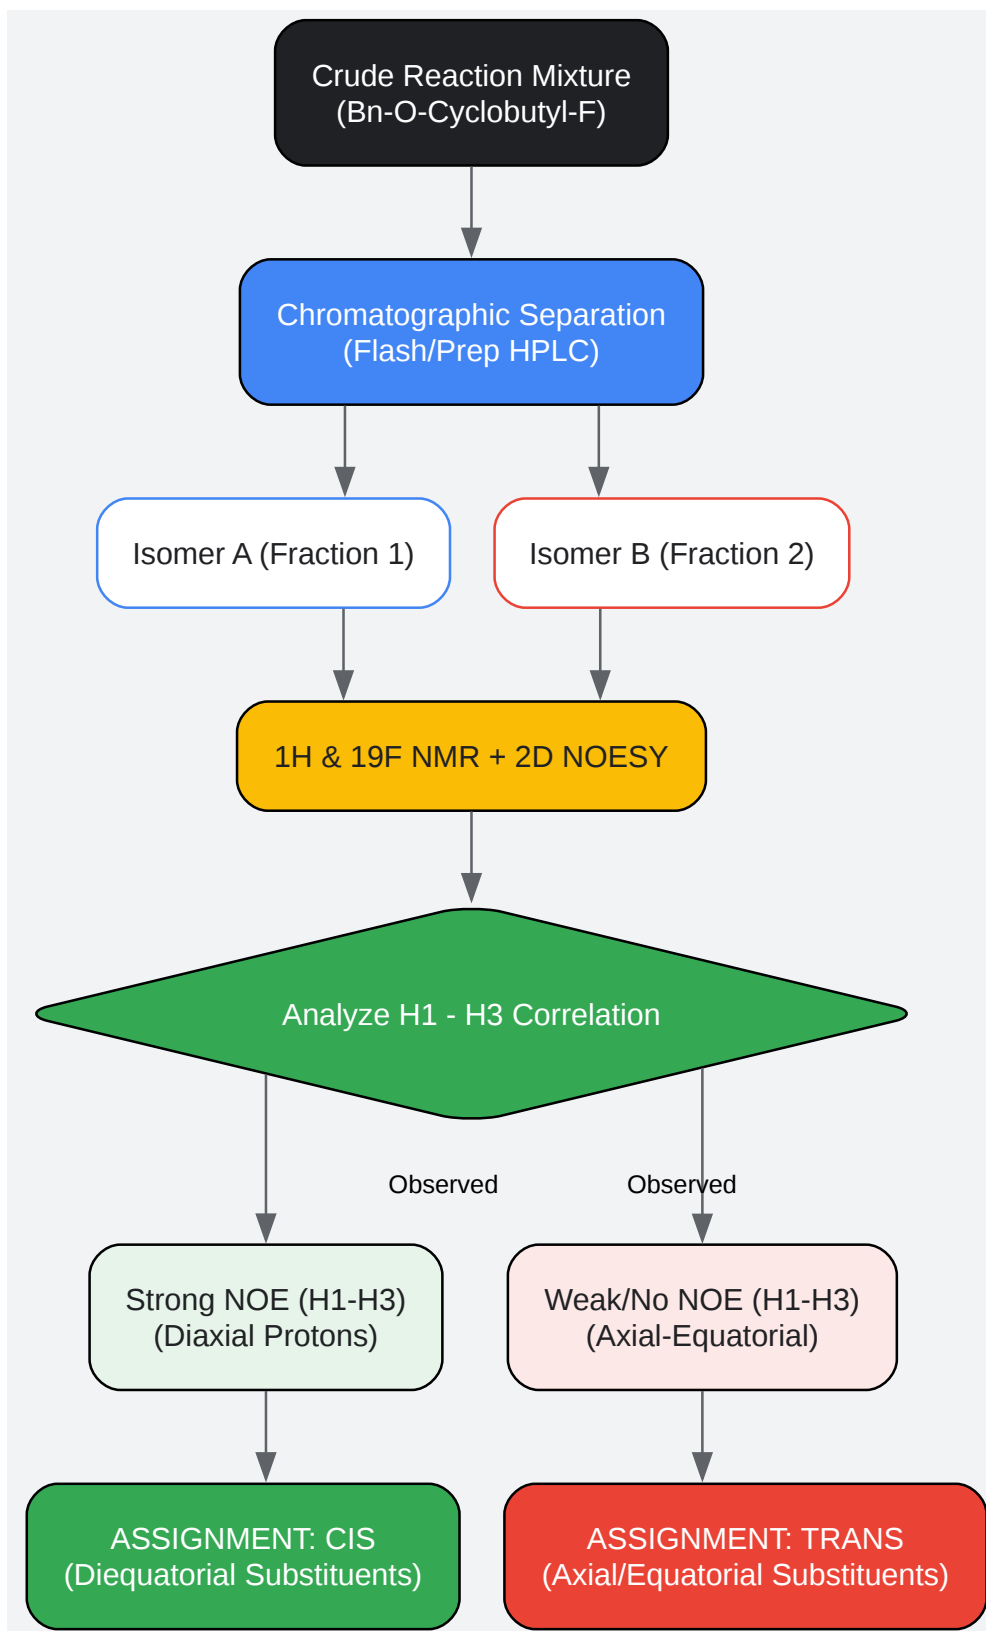 Crude Reaction Mixture
(Bn-O-Cyclobutyl-F)
Chromatographic Separation
(Flash/Prep HPLC)
Isomer A (Fraction 1)
Isomer B (Fraction 2)
1H & 19F NMR + 2D NOESY
Analyze H1 - H3 Correlation
Observed
Observed
Strong NOE (H1-H3)
(Diaxial Protons)
Weak/No NOE (H1-H3)
(Axial-Equatorial)
ASSIGNMENT: CIS
(Diequatorial Substituents)
ASSIGNMENT: TRANS
(Axial/Equatorial Substituents)